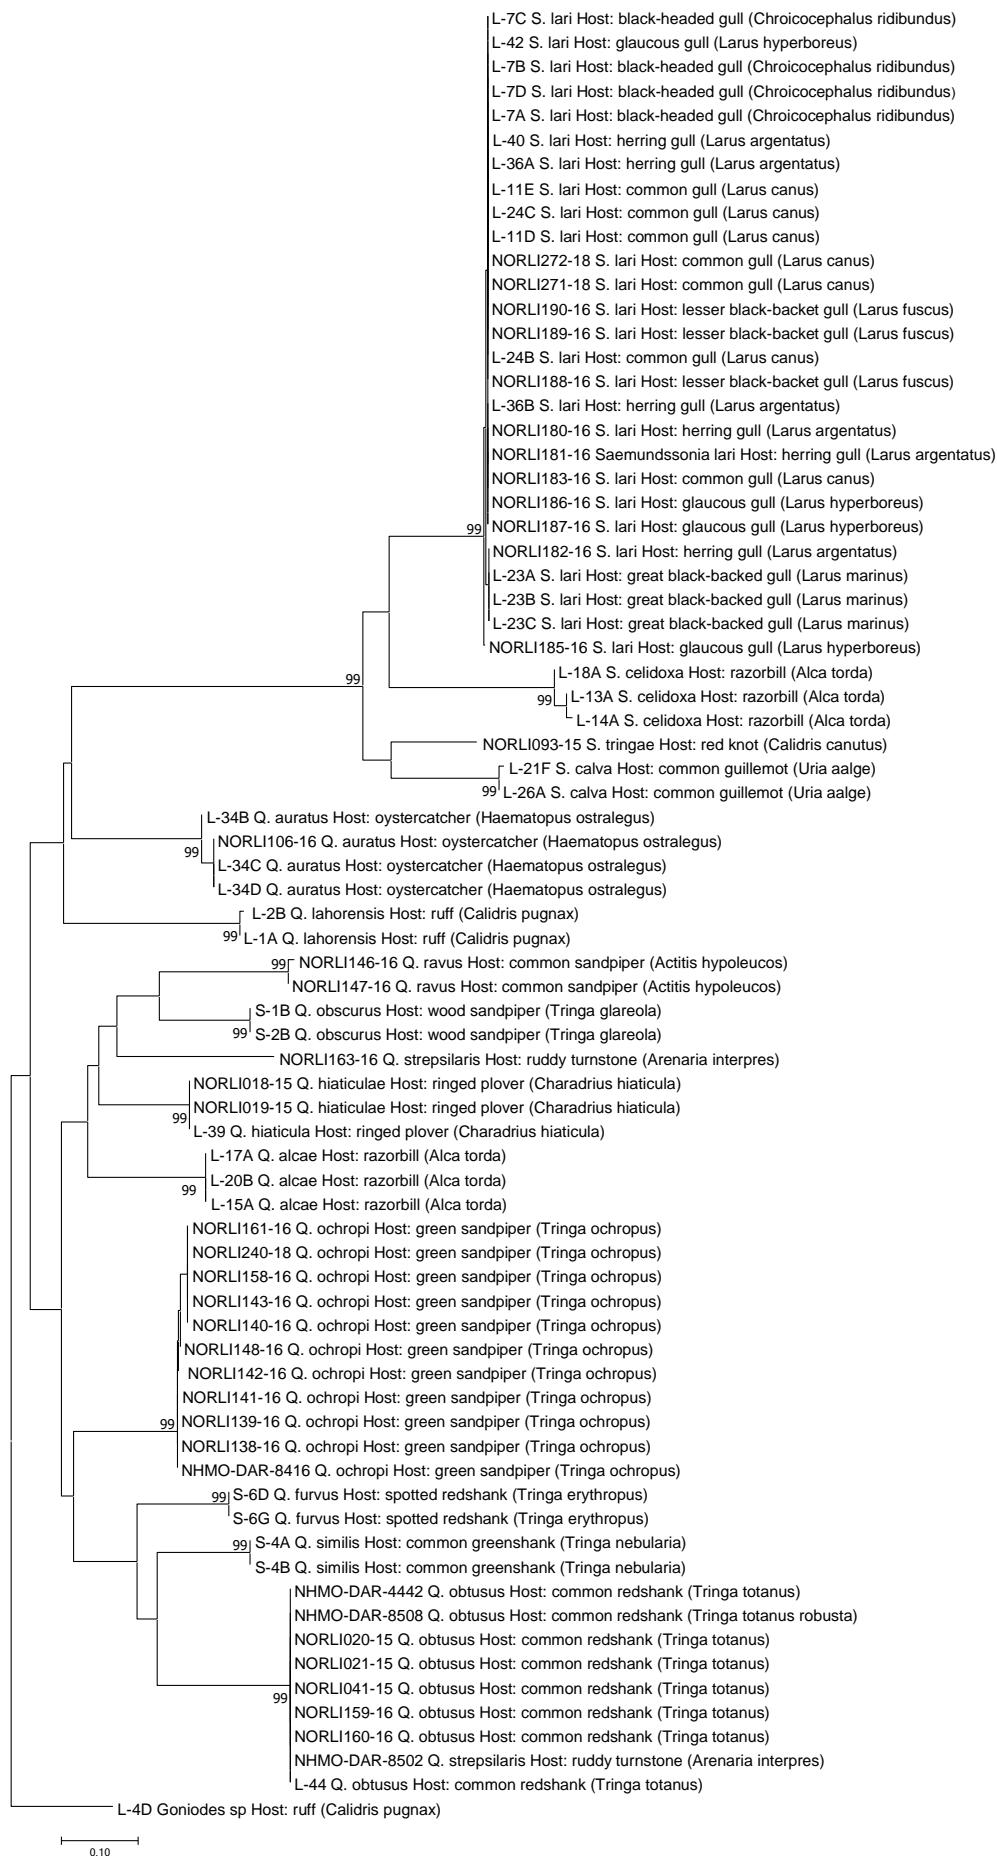 L-7C S. lari Host: black-headed gull (Chroicocephalus ridibundus)
L-42 S. lari Host: glaucous gull (Larus hyperboreus)
L-7B S. lari Host: black-headed gull (Chroicocephalus ridibundus)
L-7D S. lari Host: black-headed gull (Chroicocephalus ridibundus)
L-7A S. lari Host: black-headed gull (Chroicocephalus ridibundus)
L-40 S. lari Host: herring gull (Larus argentatus)
L-36A S. lari Host: herring gull (Larus argentatus)
L-11E S. lari Host: common gull (Larus canus)
L-24C S. lari Host: common gull (Larus canus)
L-11D S. lari Host: common gull (Larus canus)
NORLI272-18 S. lari Host: common gull (Larus canus)
NORLI271-18 S. lari Host: common gull (Larus canus)
NORLI190-16 S. lari Host: lesser black-backet gull (Larus fuscus)
NORLI189-16 S. lari Host: lesser black-backet gull (Larus fuscus)
L-24B S. lari Host: common gull (Larus canus)
NORLI188-16 S. lari Host: lesser black-backet gull (Larus fuscus)
L-36B S. lari Host: herring gull (Larus argentatus)
NORLI180-16 S. lari Host: herring gull (Larus argentatus)
NORLI181-16 Saemundssonia lari Host: herring gull (Larus argentatus)
NORLI183-16 S. lari Host: common gull (Larus canus)
NORLI186-16 S. lari Host: glaucous gull (Larus hyperboreus)
NORLI187-16 S. lari Host: glaucous gull (Larus hyperboreus)
99
NORLI182-16 S. lari Host: herring gull (Larus argentatus)
L-23A S. lari Host: great black-backed gull (Larus marinus)
L-23B S. lari Host: great black-backed gull (Larus marinus)
L-23C S. lari Host: great black-backed gull (Larus marinus)
NORLI185-16 S. lari Host: glaucous gull (Larus hyperboreus)
L-18A S. celidoxa Host: razorbill (Alca torda)
99
99
L-13A S. celidoxa Host: razorbill (Alca torda)
L-14A S. celidoxa Host: razorbill (Alca torda)
NORLI093-15 S. tringae Host: red knot (Calidris canutus)
L-21F S. calva Host: common guillemot (Uria aalge)
99
L-26A S. calva Host: common guillemot (Uria aalge)
L-34B Q. auratus Host: oystercatcher (Haematopus ostralegus)
NORLI106-16 Q. auratus Host: oystercatcher (Haematopus ostralegus)
99
L-34C Q. auratus Host: oystercatcher (Haematopus ostralegus)
L-34D Q. auratus Host: oystercatcher (Haematopus ostralegus)
L-2B Q. lahorensis Host: ruff (Calidris pugnax)
99
L-1A Q. lahorensis Host: ruff (Calidris pugnax)
99
NORLI146-16 Q. ravus Host: common sandpiper (Actitis hypoleucos)
NORLI147-16 Q. ravus Host: common sandpiper (Actitis hypoleucos)
S-1B Q. obscurus Host: wood sandpiper (Tringa glareola)
99
S-2B Q. obscurus Host: wood sandpiper (Tringa glareola)
NORLI163-16 Q. strepsilaris Host: ruddy turnstone (Arenaria interpres)
NORLI018-15 Q. hiaticulae Host: ringed plover (Charadrius hiaticula)
NORLI019-15 Q. hiaticulae Host: ringed plover (Charadrius hiaticula)
99
L-39 Q. hiaticula Host: ringed plover (Charadrius hiaticula)
L-17A Q. alcae Host: razorbill (Alca torda)
L-20B Q. alcae Host: razorbill (Alca torda)
99
L-15A Q. alcae Host: razorbill (Alca torda)
NORLI161-16 Q. ochropi Host: green sandpiper (Tringa ochropus)
NORLI240-18 Q. ochropi Host: green sandpiper (Tringa ochropus)
NORLI158-16 Q. ochropi Host: green sandpiper (Tringa ochropus)
NORLI143-16 Q. ochropi Host: green sandpiper (Tringa ochropus)
NORLI140-16 Q. ochropi Host: green sandpiper (Tringa ochropus)
NORLI148-16 Q. ochropi Host: green sandpiper (Tringa ochropus)
NORLI142-16 Q. ochropi Host: green sandpiper (Tringa ochropus)
NORLI141-16 Q. ochropi Host: green sandpiper (Tringa ochropus)
99
NORLI139-16 Q. ochropi Host: green sandpiper (Tringa ochropus)
NORLI138-16 Q. ochropi Host: green sandpiper (Tringa ochropus)
NHMO-DAR-8416 Q. ochropi Host: green sandpiper (Tringa ochropus)
99
S-6D Q. furvus Host: spotted redshank (Tringa erythropus)
S-6G Q. furvus Host: spotted redshank (Tringa erythropus)
99
S-4A Q. similis Host: common greenshank (Tringa nebularia)
S-4B Q. similis Host: common greenshank (Tringa nebularia)
NHMO-DAR-4442 Q. obtusus Host: common redshank (Tringa totanus)
NHMO-DAR-8508 Q. obtusus Host: common redshank (Tringa totanus robusta)
NORLI020-15 Q. obtusus Host: common redshank (Tringa totanus)
NORLI021-15 Q. obtusus Host: common redshank (Tringa totanus)
NORLI041-15 Q. obtusus Host: common redshank (Tringa totanus)
99
NORLI159-16 Q. obtusus Host: common redshank (Tringa totanus)
NORLI160-16 Q. obtusus Host: common redshank (Tringa totanus)
NHMO-DAR-8502 Q. strepsilaris Host: ruddy turnstone (Arenaria interpres)
L-44 Q. obtusus Host: common redshank (Tringa totanus)
L-4D Goniodes sp Host: ruff (Calidris pugnax)
0.10